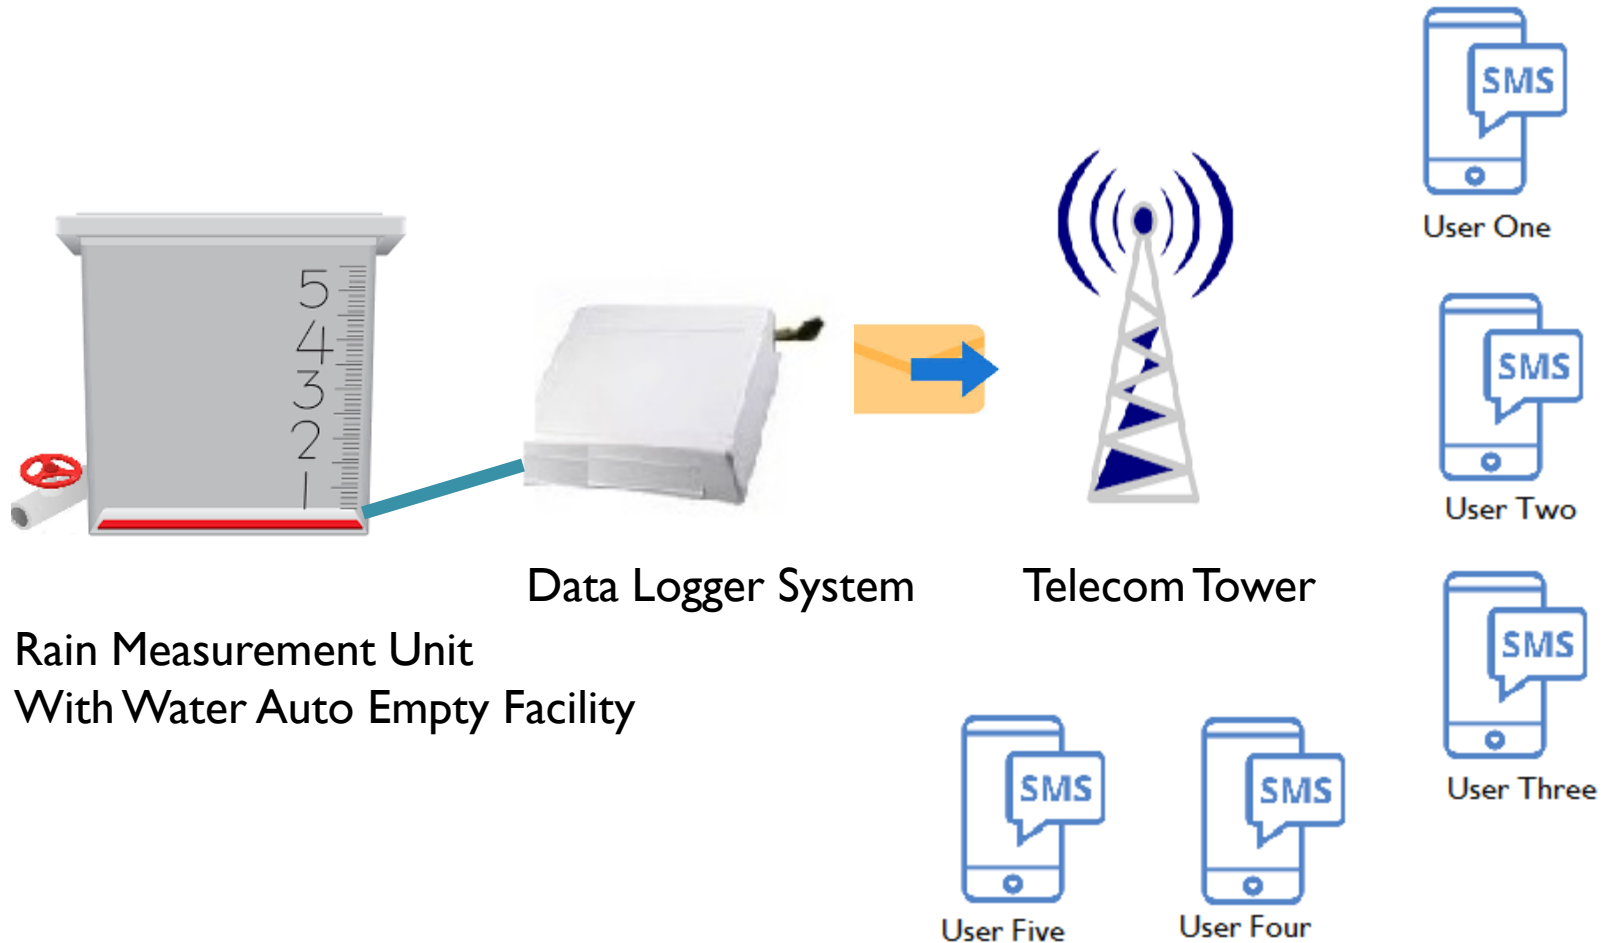 5
4
3
2
1
Rain Measurement Unit
With Water Auto Empty Facility
Data Logger System
Telecom Tower
SMS
User One
SMS
User Two
SMS
User Three
SMS
User Four
SMS
User Five